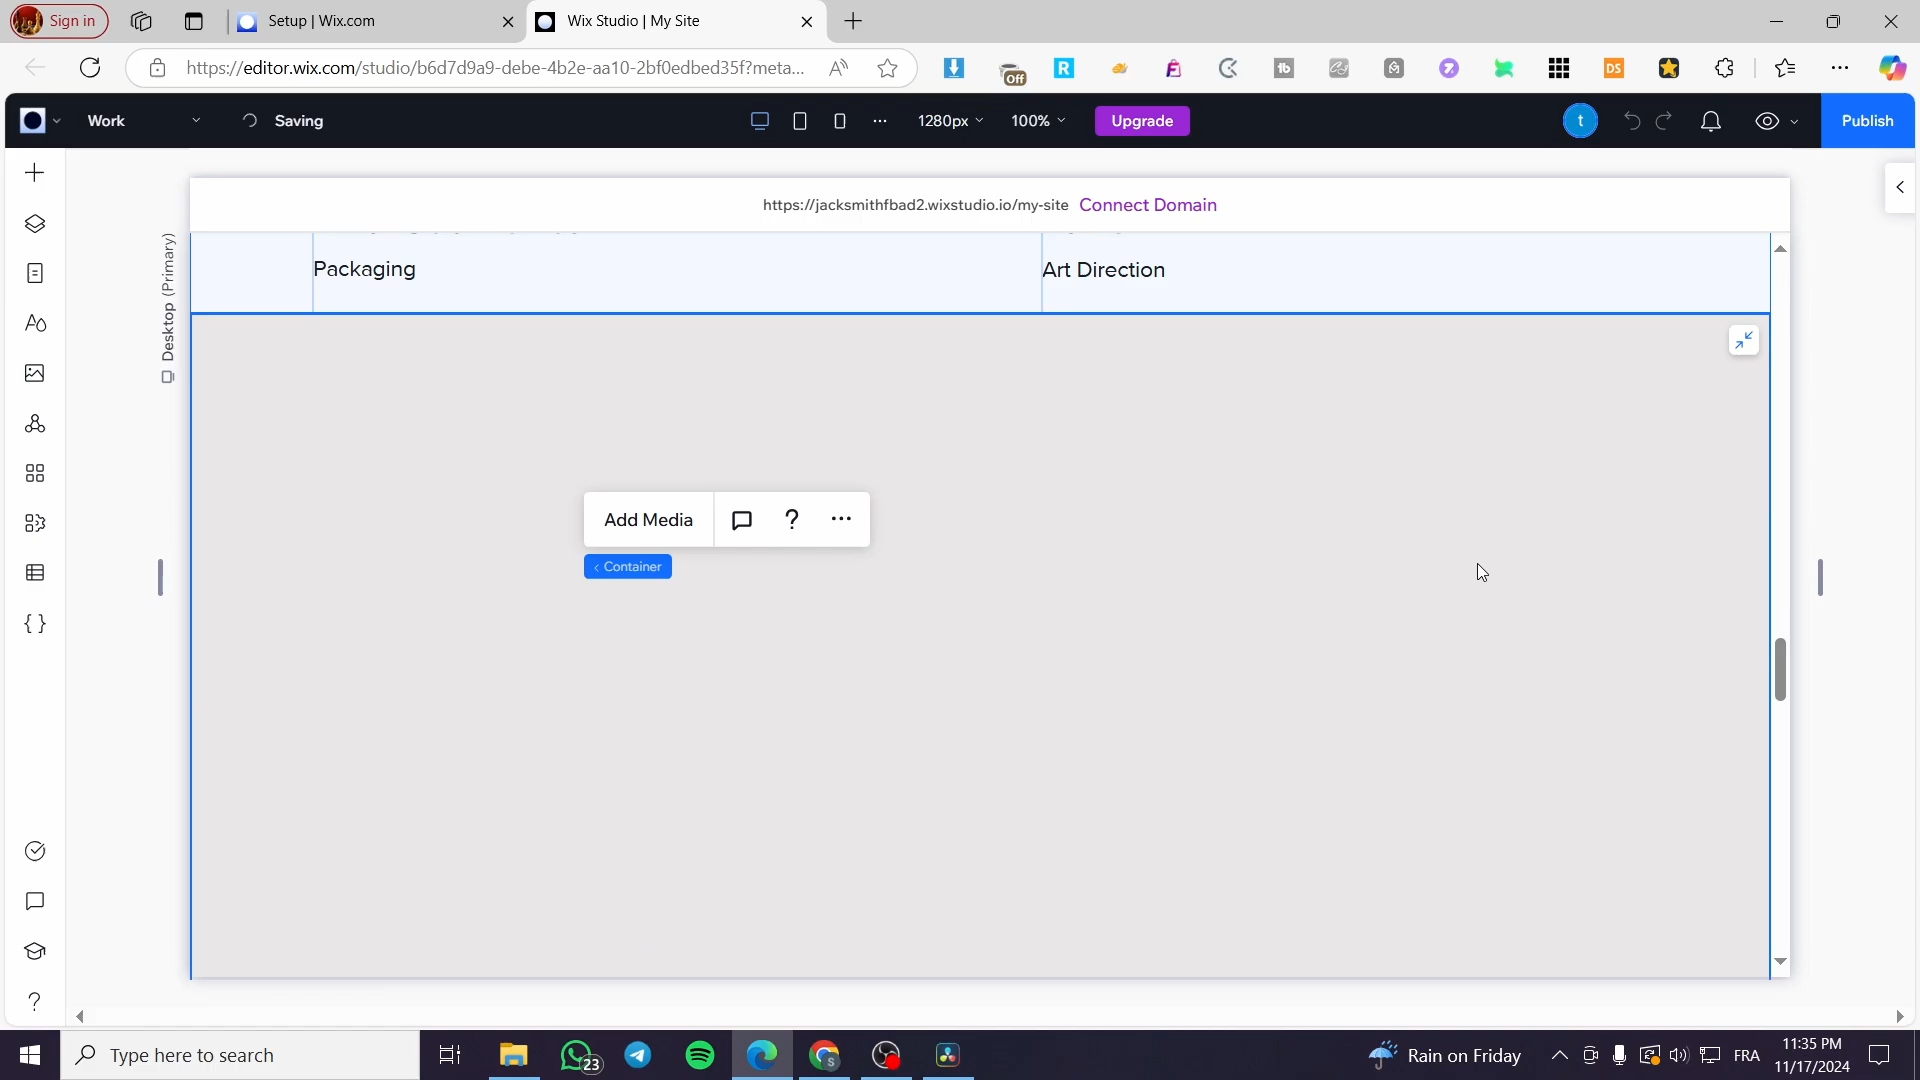 Sign in
Setup | Wix.com
Wix Studio | My Site
https://editor.wix.com/studio/b6d7d9a9-debe-4b2e-aa10-2bf0edbed35f?meta...
Off
DS
Work
Saving
1280px
100%
Upgrade
t
Publish
https://jacksmithfbad2.wixstudio.io/my-site Connect Domain
Desktop (Primary)
Packaging
Art Direction
Add Media
?
< Container
?
Type here to search
23
Rain on Friday
FRA
11:35 PM
11/17/2024